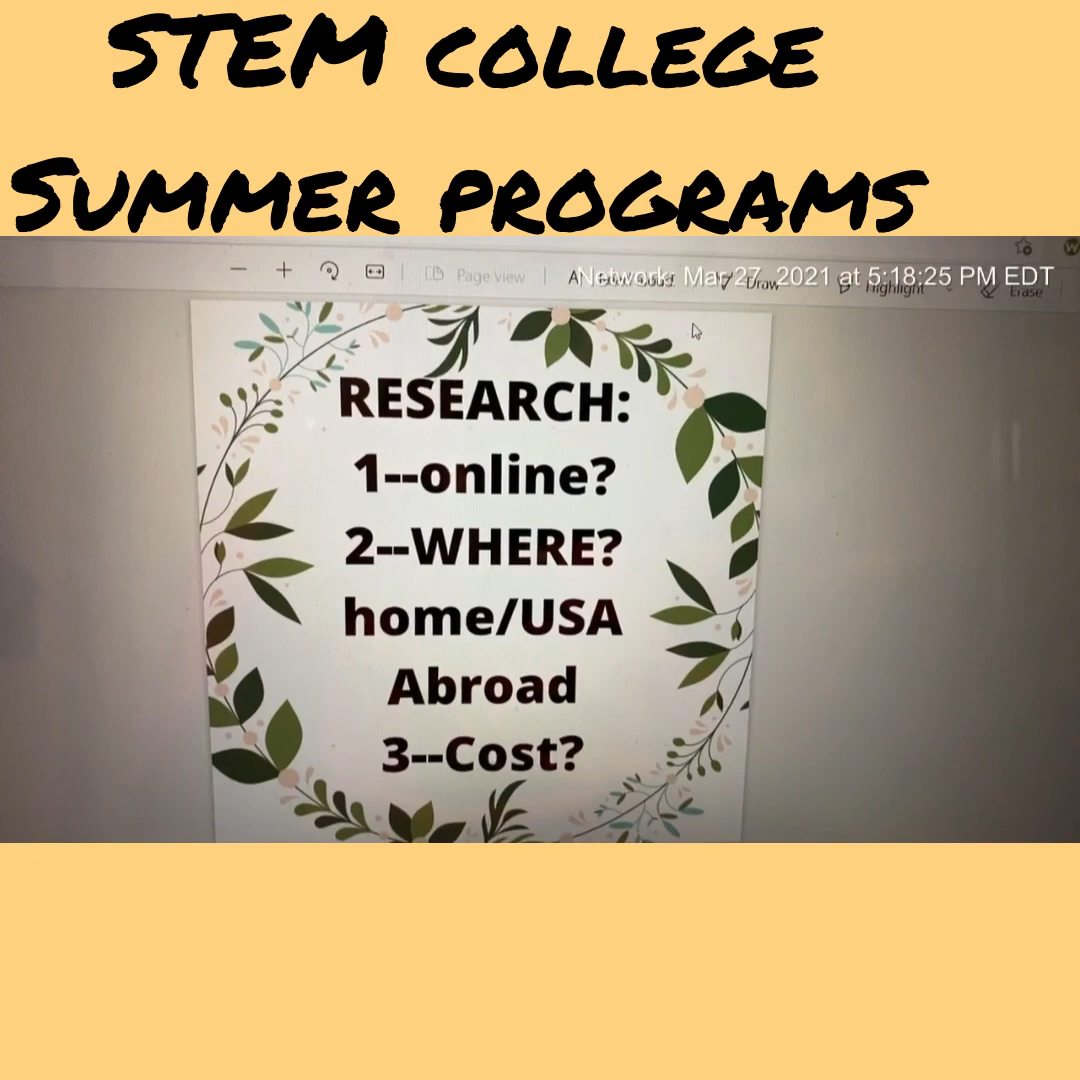 STEM COLLEGE
SUMMER PROGRAMS
Page view
Draw
Highlight
Erase
Network: Mar 27, 2021 at 5:18:25 PM EDT
RESEARCH:
1--online?
2--WHERE?
home/USA
Abroad
3--Cost?